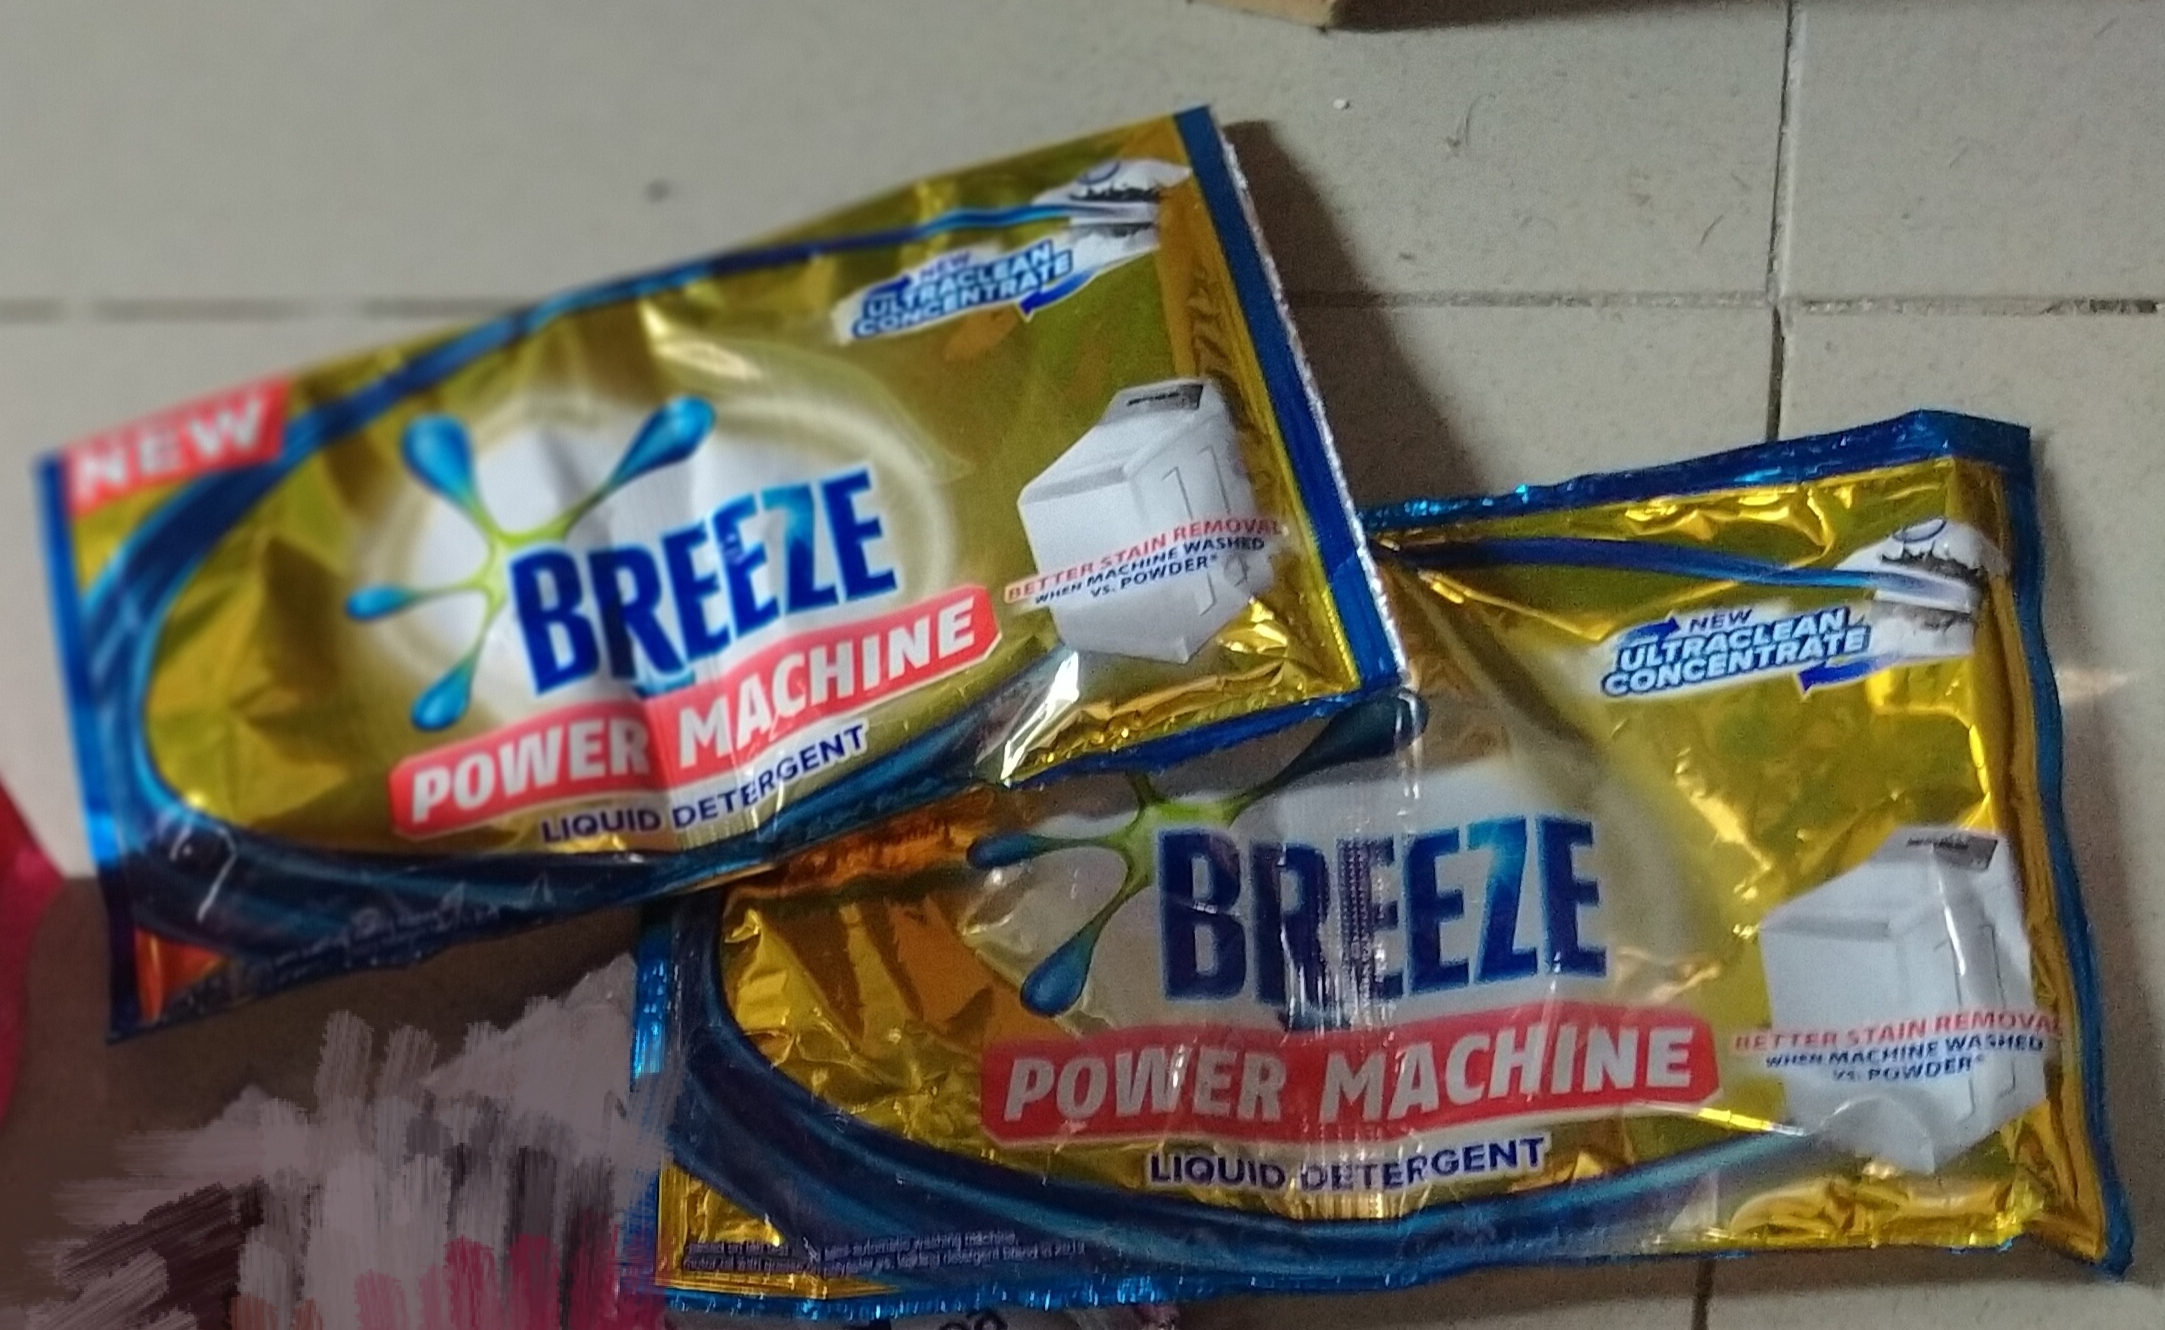 NEW
ULTRACLEAN
CONCENTRATE
NEW
BREEZE
BETTER STAIN REMOVAL
WHEN MACHINE WASHED
VS. POWDER*
POWER MACHINE
LIQUID DETERGENT
NEW
ULTRACLEAN
CONCENTRATE
BREEZE
BETTER STAIN REMOVAL
WHEN MACHINE WASHED
VS. POWDER*
POWER MACHINE
LIQUID DETERGENT